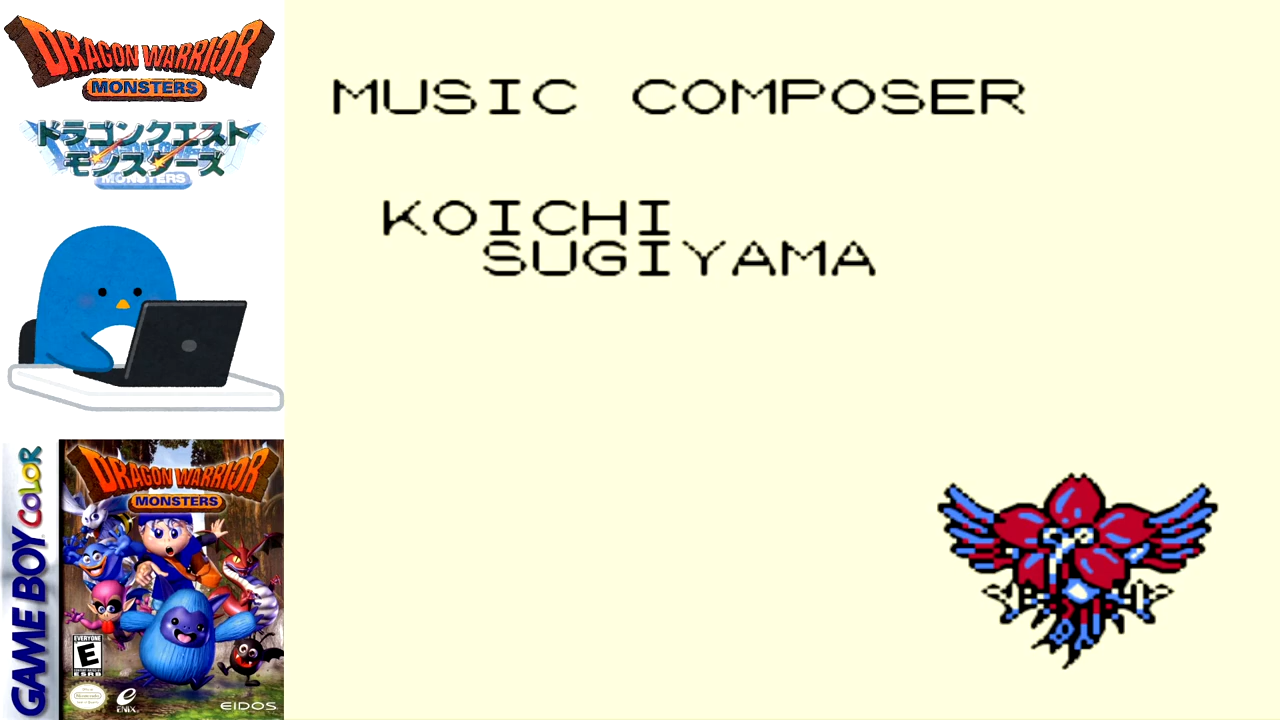 DRAGON WARRIOR
MONSTERS
ドラゴンクエスト
モンスターズ
MONSTERS
MUSIC COMPOSER
KOICHI
SUGIYAMA
GAME BOY COLOR
DRAGON WARRIOR
MONSTERS
EVERYONE
E
ESRB
ENIX
EIDOS